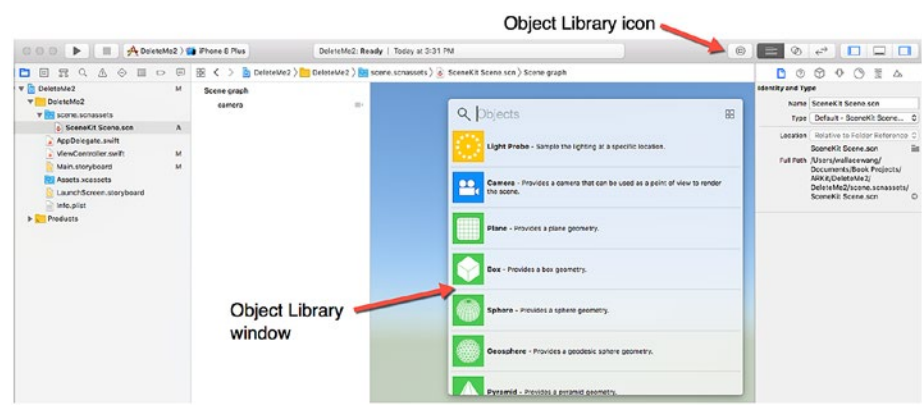 Object Library icon
DeleteMe2 iPhone 8 Plus DeleteMe2: Ready | Today at 3:31 PM
DeleteMe2 DeleteMe2 scene.scnassets SceneKit Scene.scn Scene graph
DeleteMe2 M
DeleteMe2
scene.scnassets
SceneKit Scene.scn A
AppDelegate.swift
ViewController.swift M
Main.storyboard M
Assets.xcassets
LaunchScreen.storyboard
Info.plist
Products
Scene graph
camera
Objects
Light Probe - Sample the lighting at a specific location.
Camera - Provides a camera that can be used as a point of view to render
the scene.
Plane - Provides a plane geometry.
Box - Provides a box geometry.
Sphere - Provides a sphere geometry.
Geosphere - Provides a geodesic sphere geometry.
Pyramid - Provides a pyramid geometry.
Object Library
window
Identity and Type
Name SceneKit Scene.scn
Type Default - SceneKit Scene...
Location Relative to Folder Reference
SceneKit Scene.scn
Full Path /Users/wallacewang/
Documents/Book Projects/
ARKit/DeleteMe2/
DeleteMe2/scene.scnassets/
SceneKit Scene.scn